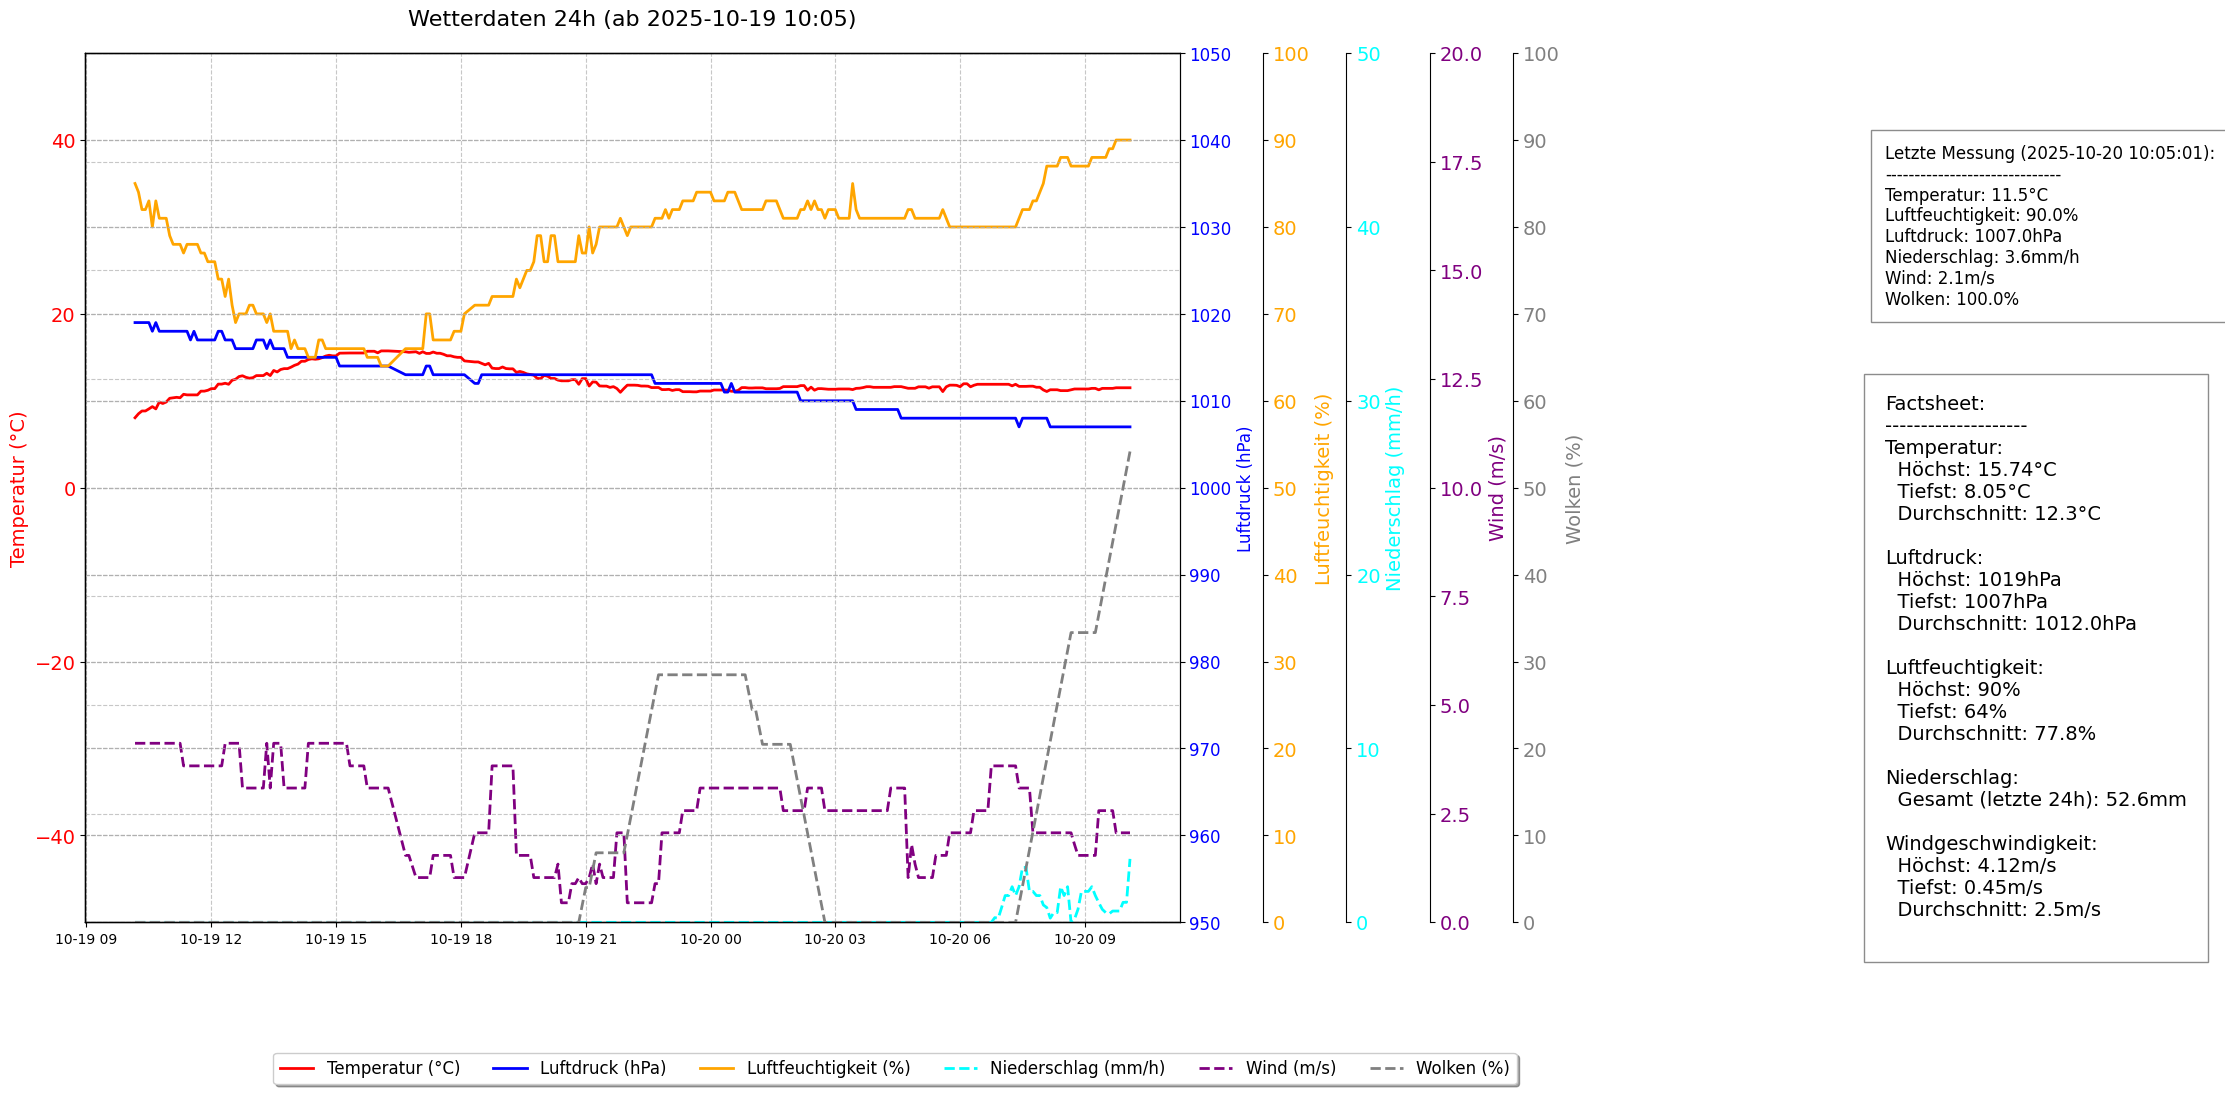 Wetterdaten 24h (ab 2025-10-19 10:05)
Temperatur (°C)
40
20
0
−20
−40
10-19 09
10-19 12
10-19 15
10-19 18
10-19 21
10-20 00
10-20 03
10-20 06
10-20 09
1050
1040
1030
1020
1010
1000
990
980
970
960
950
Luftdruck (hPa)
100
90
80
70
60
50
40
30
20
10
0
Luftfeuchtigkeit (%)
50
40
30
20
10
0
Niederschlag (mm/h)
20.0
17.5
15.0
12.5
10.0
7.5
5.0
2.5
0.0
Wind (m/s)
100
90
80
70
60
50
40
30
20
10
0
Wolken (%)
Letzte Messung (2025-10-20 10:05:01):
------------------------------
Temperatur: 11.5°C
Luftfeuchtigkeit: 90.0%
Luftdruck: 1007.0hPa
Niederschlag: 3.6mm/h
Wind: 2.1m/s
Wolken: 100.0%
Factsheet:
--------------------
Temperatur:
Höchst: 15.74°C
Tiefst: 8.05°C
Durchschnitt: 12.3°C
Luftdruck:
Höchst: 1019hPa
Tiefst: 1007hPa
Durchschnitt: 1012.0hPa
Luftfeuchtigkeit:
Höchst: 90%
Tiefst: 64%
Durchschnitt: 77.8%
Niederschlag:
Gesamt (letzte 24h): 52.6mm
Windgeschwindigkeit:
Höchst: 4.12m/s
Tiefst: 0.45m/s
Durchschnitt: 2.5m/s
Temperatur (°C)
Luftdruck (hPa)
Luftfeuchtigkeit (%)
Niederschlag (mm/h)
Wind (m/s)
Wolken (%)